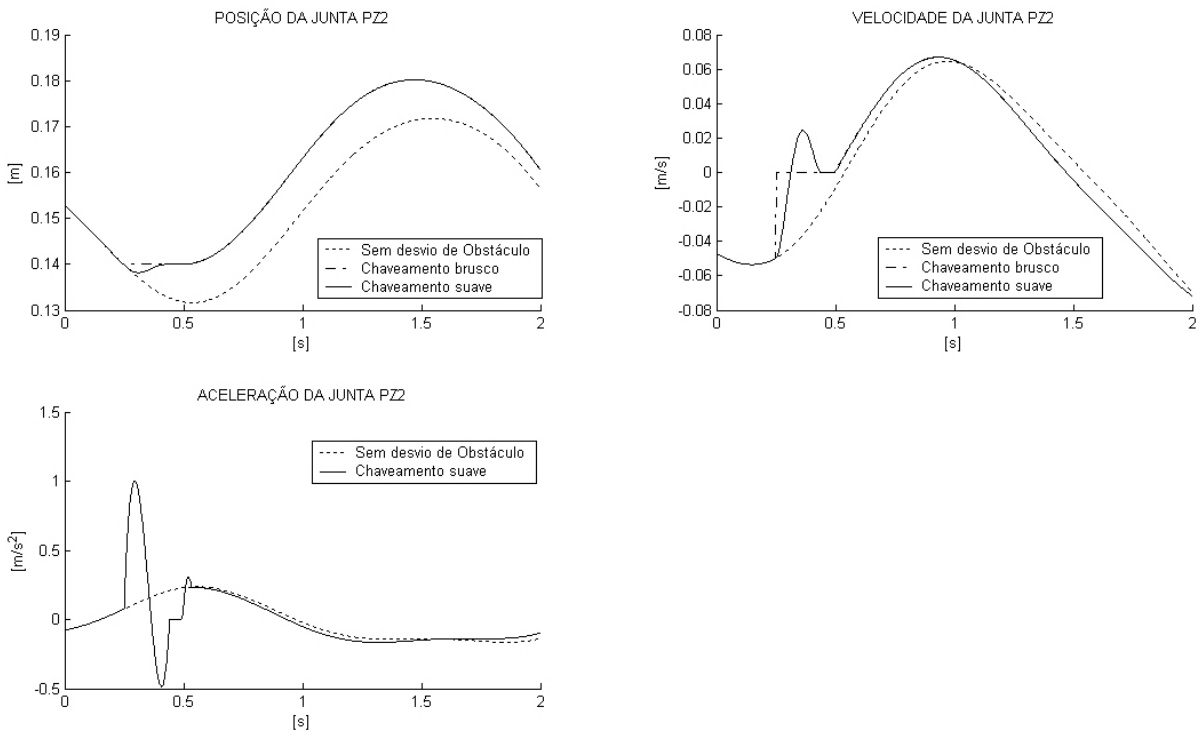 POSIÇÃO DA JUNTA PZ2
0.19
0.18
0.17
0.16
0.15
0.14
0.13
[m]
0 0.5 1 1.5 2
[s]
Sem desvio de Obstáculo
Chaveamento brusco
Chaveamento suave
VELOCIDADE DA JUNTA PZ2
0.08
0.06
0.04
0.02
0
-0.02
-0.04
-0.06
-0.08
[m/s]
0 0.5 1 1.5 2
[s]
Sem desvio de Obstáculo
Chaveamento brusco
Chaveamento suave
ACELERAÇÃO DA JUNTA PZ2
1.5
1
0.5
0
-0.5
[m/s²]
0 0.5 1 1.5 2
[s]
Sem desvio de Obstáculo
Chaveamento suave